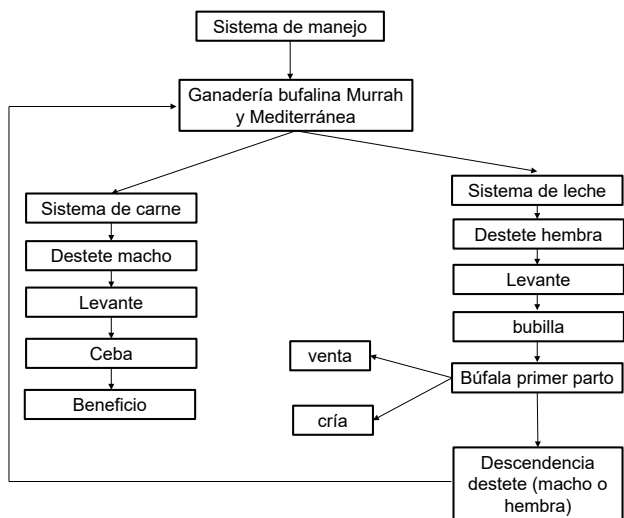 Sistema de manejo
Ganadería bufalina Murrah
y Mediterránea
Sistema de carne
Destete macho
Levante
Ceba
Beneficio
Sistema de leche
Destete hembra
Levante
bubilla
Búfala primer parto
venta
cría
Descendencia
destete (macho o
hembra)